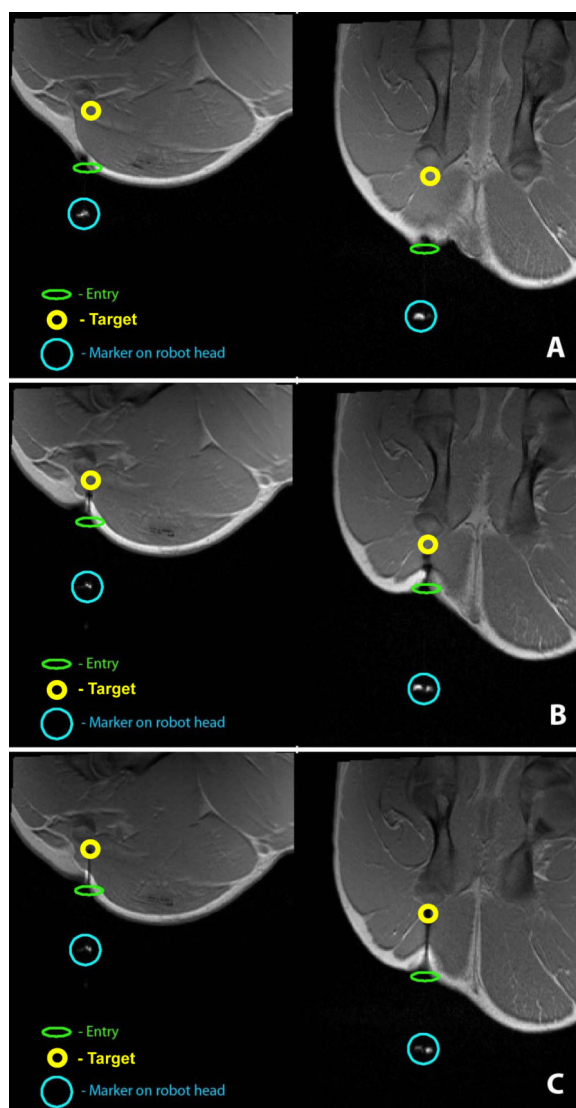 - Entry
- Target
- Marker on robot head
A
- Entry
- Target
- Marker on robot head
B
- Entry
- Target
- Marker on robot head
C